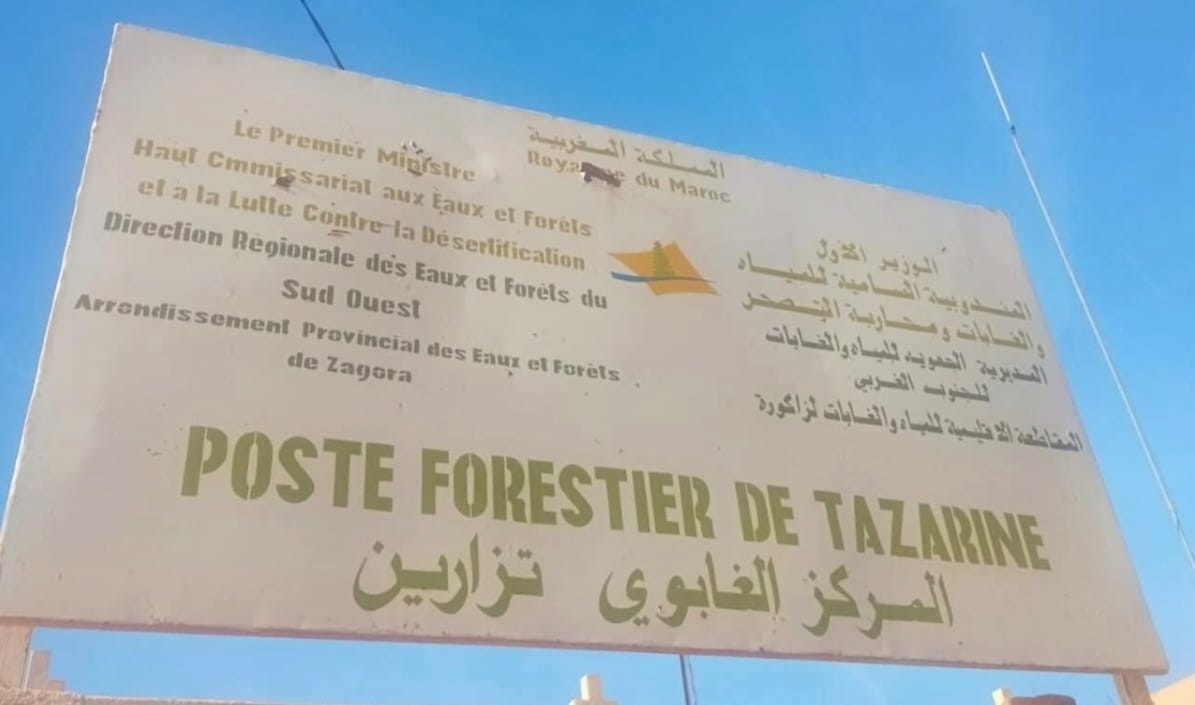 المملكة المغربية
Royaume du Maroc
Le Premier Ministre
Haut Cmmissariat aux Eaux et Forêts
et à la Lutte Contre la Désertification
Direction Régionale des Eaux et Forêts du
Sud Ouest
Arrondissement Provincial des Eaux et Forêts
de Zagora
الوزير الأول
المندوبية السامية للميـاه
والغابات ومحاربة التصحر
المديرية الجهوية للمياه والغابات
للجنوب الغربي
المقاطعة الاقليمية للمياه والغابات لزاكورة
POSTE FORESTIER DE TAZARINE
المركز الغابوي تزارين